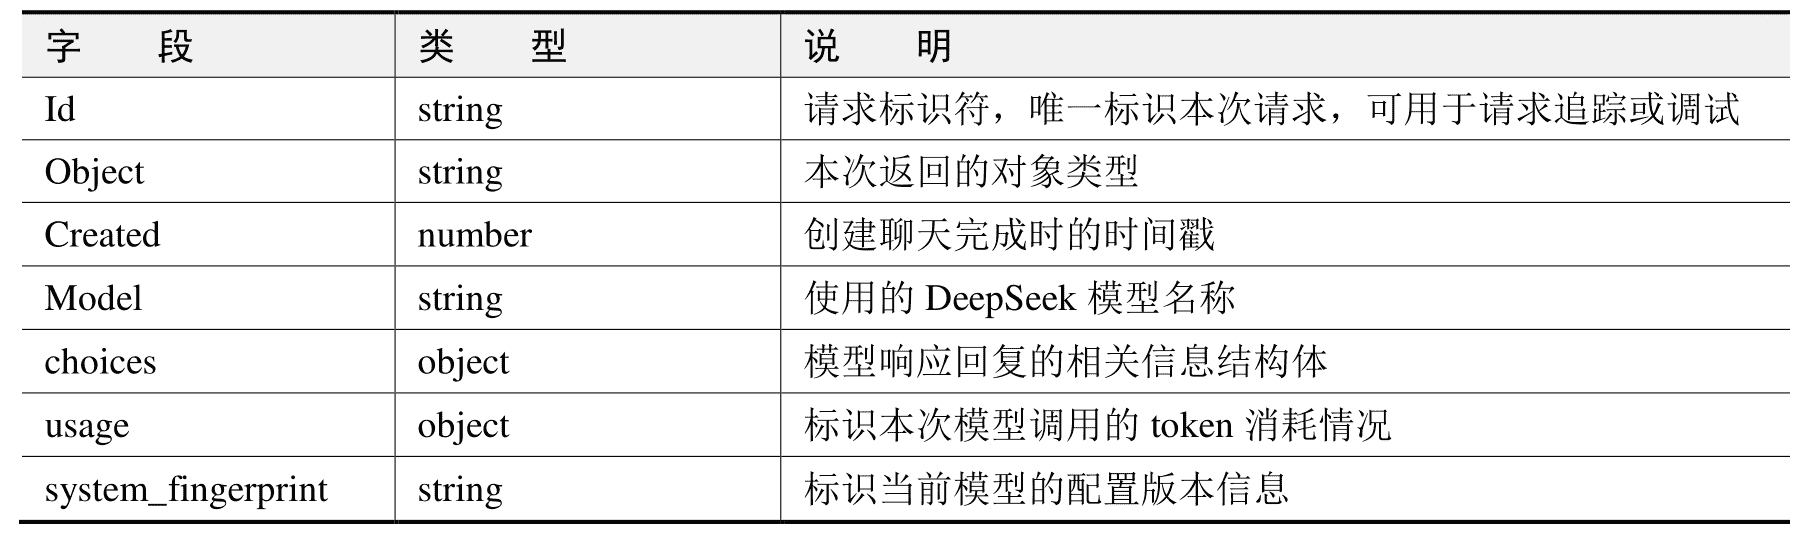 字 段 类 型 说 明
Id string 请求标识符，唯一标识本次请求，可用于请求追踪或调试
Object string 本次返回的对象类型
Created number 创建聊天完成时的时间戳
Model string 使用的 DeepSeek 模型名称
choices object 模型响应回复的相关信息结构体
usage object 标识本次模型调用的 token 消耗情况
system_fingerprint string 标识当前模型的配置版本信息